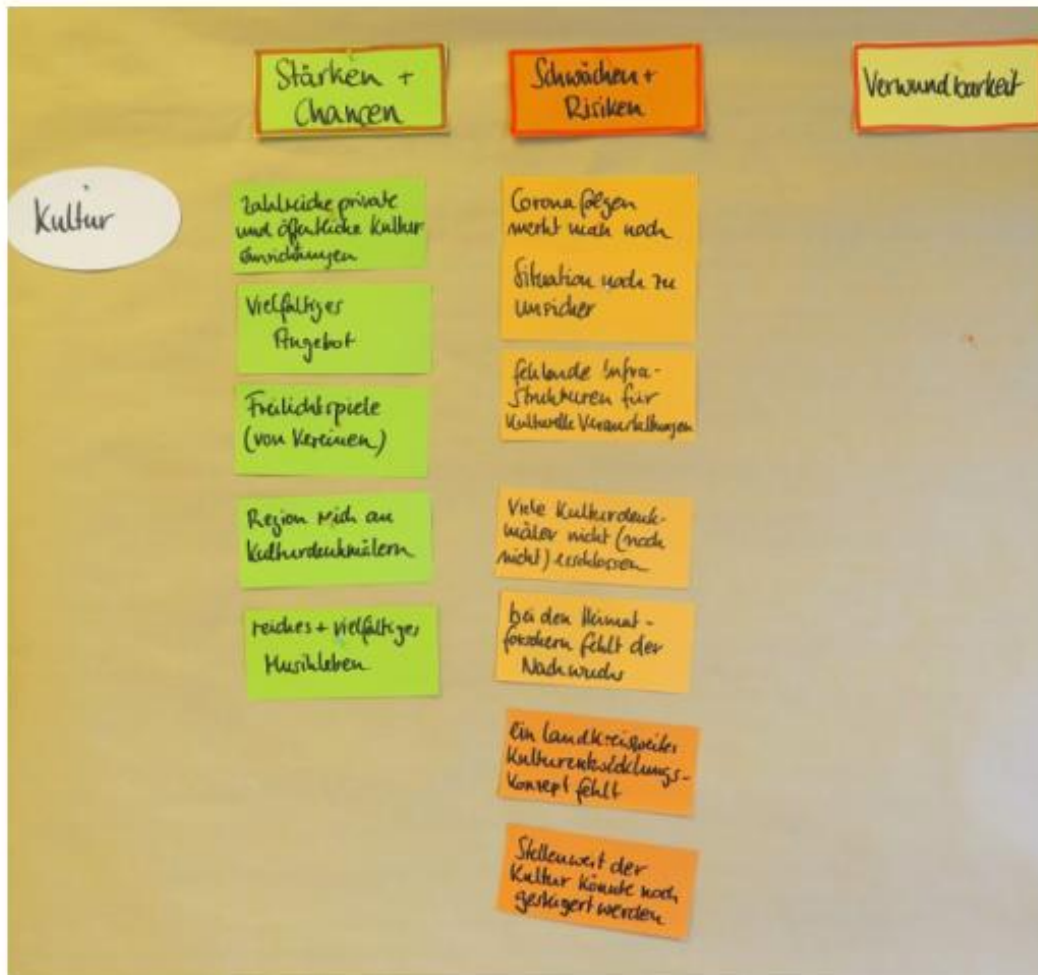 Stärken +
Chancen
Schwächen +
Risiken
Verwundbarkeit
Kultur
Zahlreiche private
und öffentliche Kultur-
einrichtungen
Vielfältiges
Angebot
Freilichtspiele
(von Vereinen)
Region reich an
Kulturdenkmälern
reiches + vielfältiges
Musikleben
Coronafolgen
merkt man noch
Situation noch zu
unsicher
fehlende Infra-
strukturen für
kulturelle Veranstaltungen
Viele Kulturdenk-
mäler nicht (noch
nicht) erschlossen
bei den Heimat-
forschern fehlt der
Nachwuchs
Ein landkreisweites
Kulturentwicklungs-
konzept fehlt
Stellenwert der
Kultur könnte noch
gesteigert werden